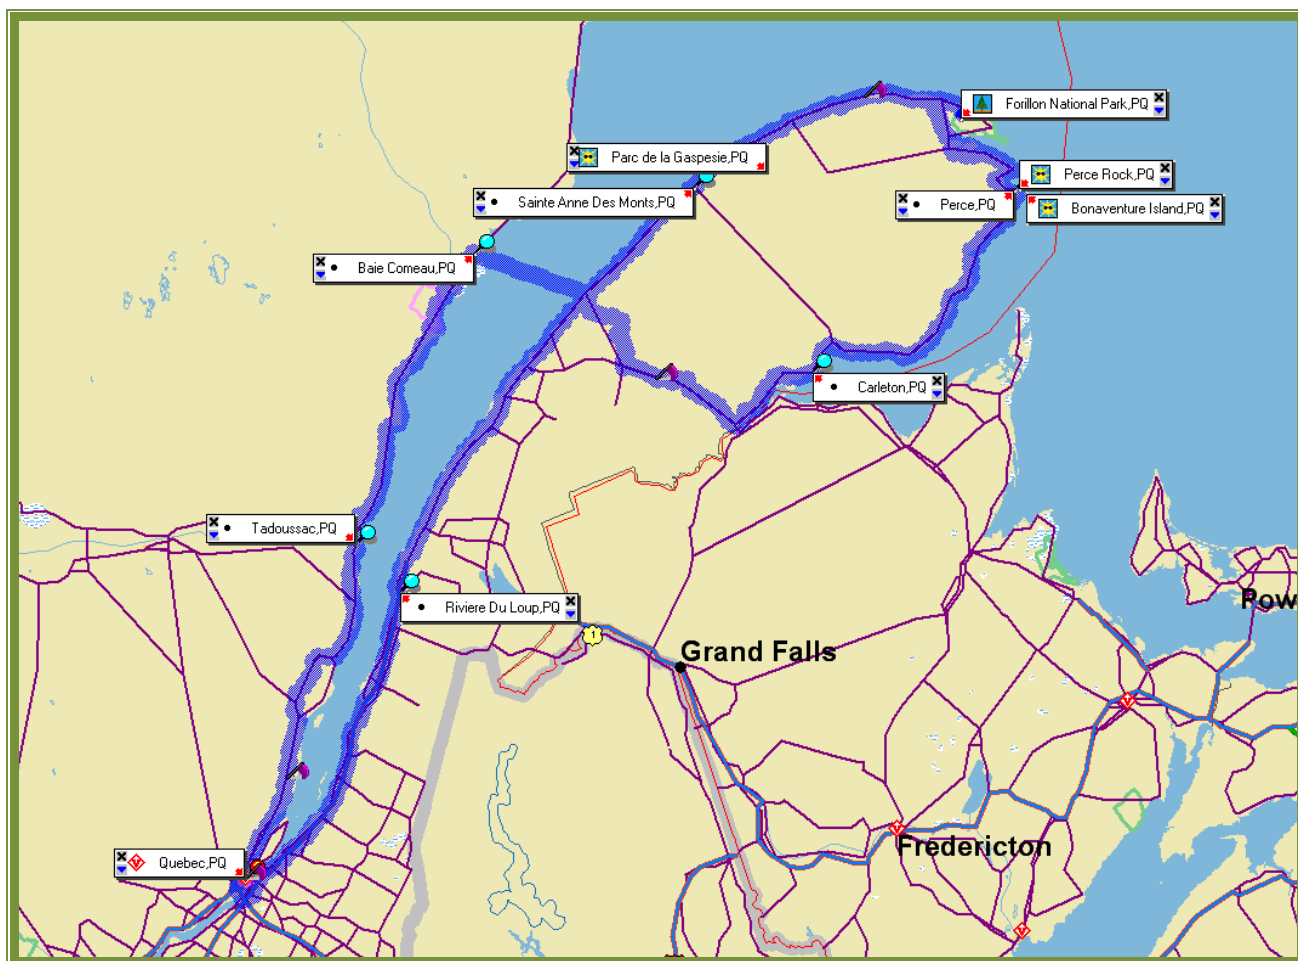 Forillon National Park,PQ
Parc de la Gaspesie,PQ
Perce Rock,PQ
Sainte Anne Des Monts,PQ
Perce,PQ
Bonaventure Island,PQ
Baie Comeau,PQ
Carleton,PQ
Tadoussac,PQ
Riviere Du Loup,PQ
Pow
1
Grand Falls
Fredericton
Quebec,PQ